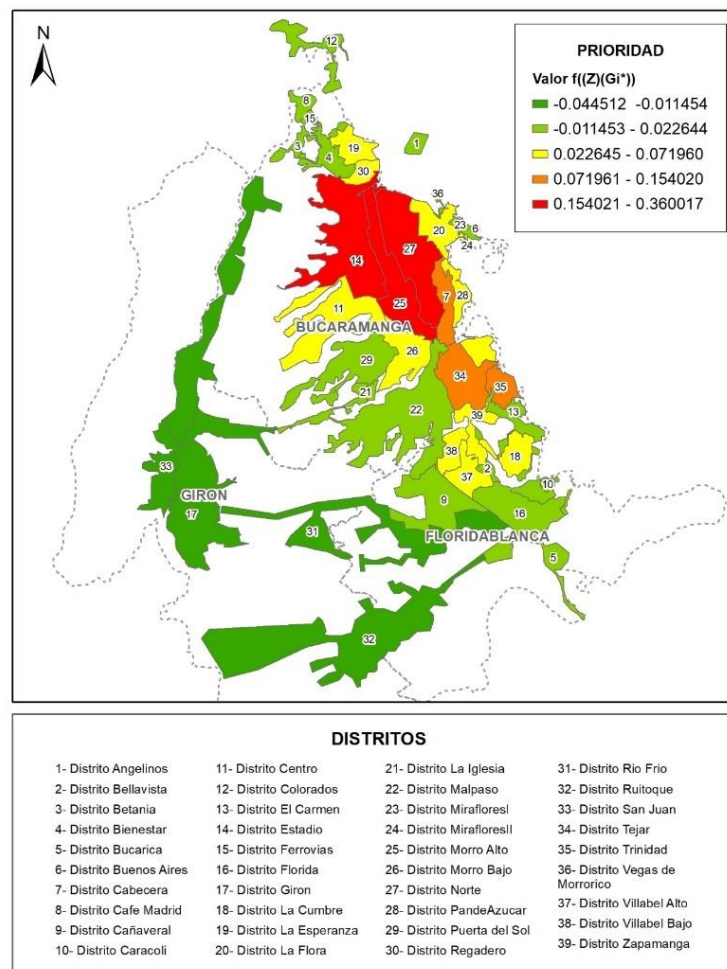 N
PRIORIDAD
Valor f((Z)(Gi*))
-0.044512 -0.011454
-0.011453 - 0.022644
0.022645 - 0.071960
0.071961 - 0.154020
0.154021 - 0.360017
12
8
15
3
4
19
30
1
36
20
23
6
24
14
27
7
28
25
11
BUCARAMANGA
26
29
21
34
35
22
39
13
38
18
33
37
2
GIRON
17
9
10
16
31
FLORIDABLANCA
5
32
DISTRITOS
1- Distrito Angelinos
2- Distrito Bellavista
3- Distrito Betania
4- Distrito Bienestar
5- Distrito Bucarica
6- Distrito Buenos Aires
7- Distrito Cabecera
8- Distrito Cafe Madrid
9- Distrito Cañaveral
10- Distrito Caracoli
11- Distrito Centro
12- Distrito Colorados
13- Distrito El Carmen
14- Distrito Estadio
15- Distrito Ferrovias
16- Distrito Florida
17- Distrito Giron
18- Distrito La Cumbre
19- Distrito La Esperanza
20- Distrito La Flora
21- Distrito La Iglesia
22- Distrito Malpaso
23- Distrito MirafloresI
24- Distrito MirafloresII
25- Distrito Morro Alto
26- Distrito Morro Bajo
27- Distrito Norte
28- Distrito PandeAzucar
29- Distrito Puerta del Sol
30- Distrito Regadero
31- Distrito Rio Frio
32- Distrito Ruitoque
33- Distrito San Juan
34- Distrito Tejar
35- Distrito Trinidad
36- Distrito Vegas de
Morrorico
37- Distrito Villabel Alto
38- Distrito Villabel Bajo
39- Distrito Zapamanga